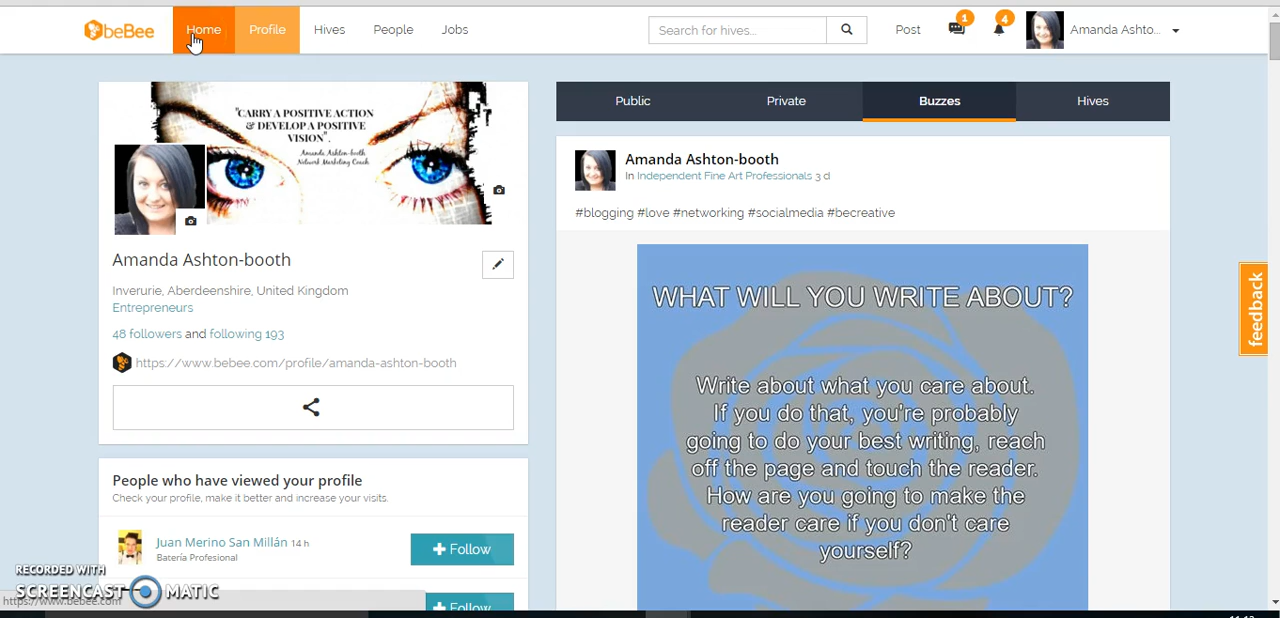 beBee
Home
Profile
Hives
People
Jobs
Search for hives...
Post
1
4
Amanda Ashto...
"CARRY A POSITIVE ACTION
& DEVELOP A POSITIVE
VISION".
Amanda Ashton-booth
Network Marketing Coach
Amanda Ashton-booth
Inverurie, Aberdeenshire, United Kingdom
Entrepreneurs
48 followers and following 193
https://www.bebee.com/profile/amanda-ashton-booth
People who have viewed your profile
Check your profile, make it better and increase your visits.
Juan Merino San Millán 14 h
Batería Profesional
Follow
Follow
Public
Private
Buzzes
Hives
Amanda Ashton-booth
In Independent Fine Art Professionals 3 d
#blogging #love #networking #socialmedia #becreative
WHAT WILL YOU WRITE ABOUT?
Write about what you care about.
If you do that, you're probably
going to do your best writing, reach
off the page and touch the reader.
How are you going to make the
reader care if you don't care
yourself?
feedback
RECORDED WITH
SCREENCAST MATIC
https://www.bebee.com